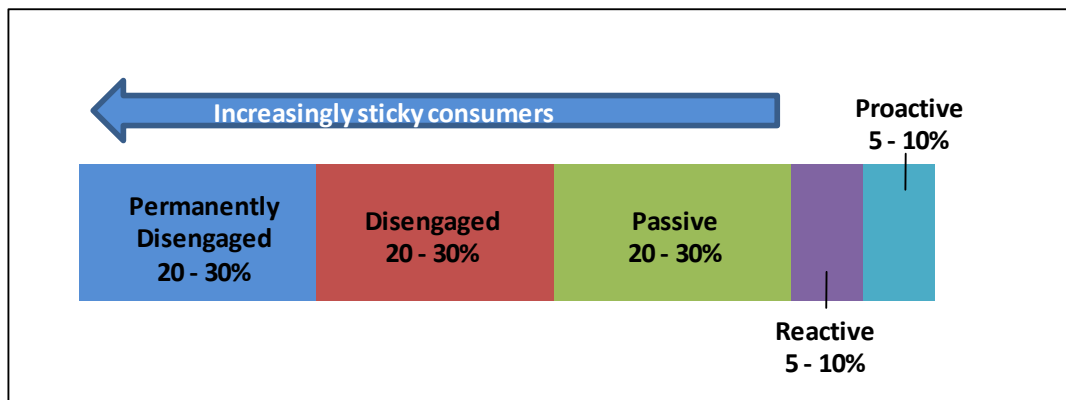 Increasingly sticky consumers
Proactive
5 - 10%
Permanently
Disengaged
20 - 30%
Disengaged
20 - 30%
Passive
20 - 30%
Reactive
5 - 10%